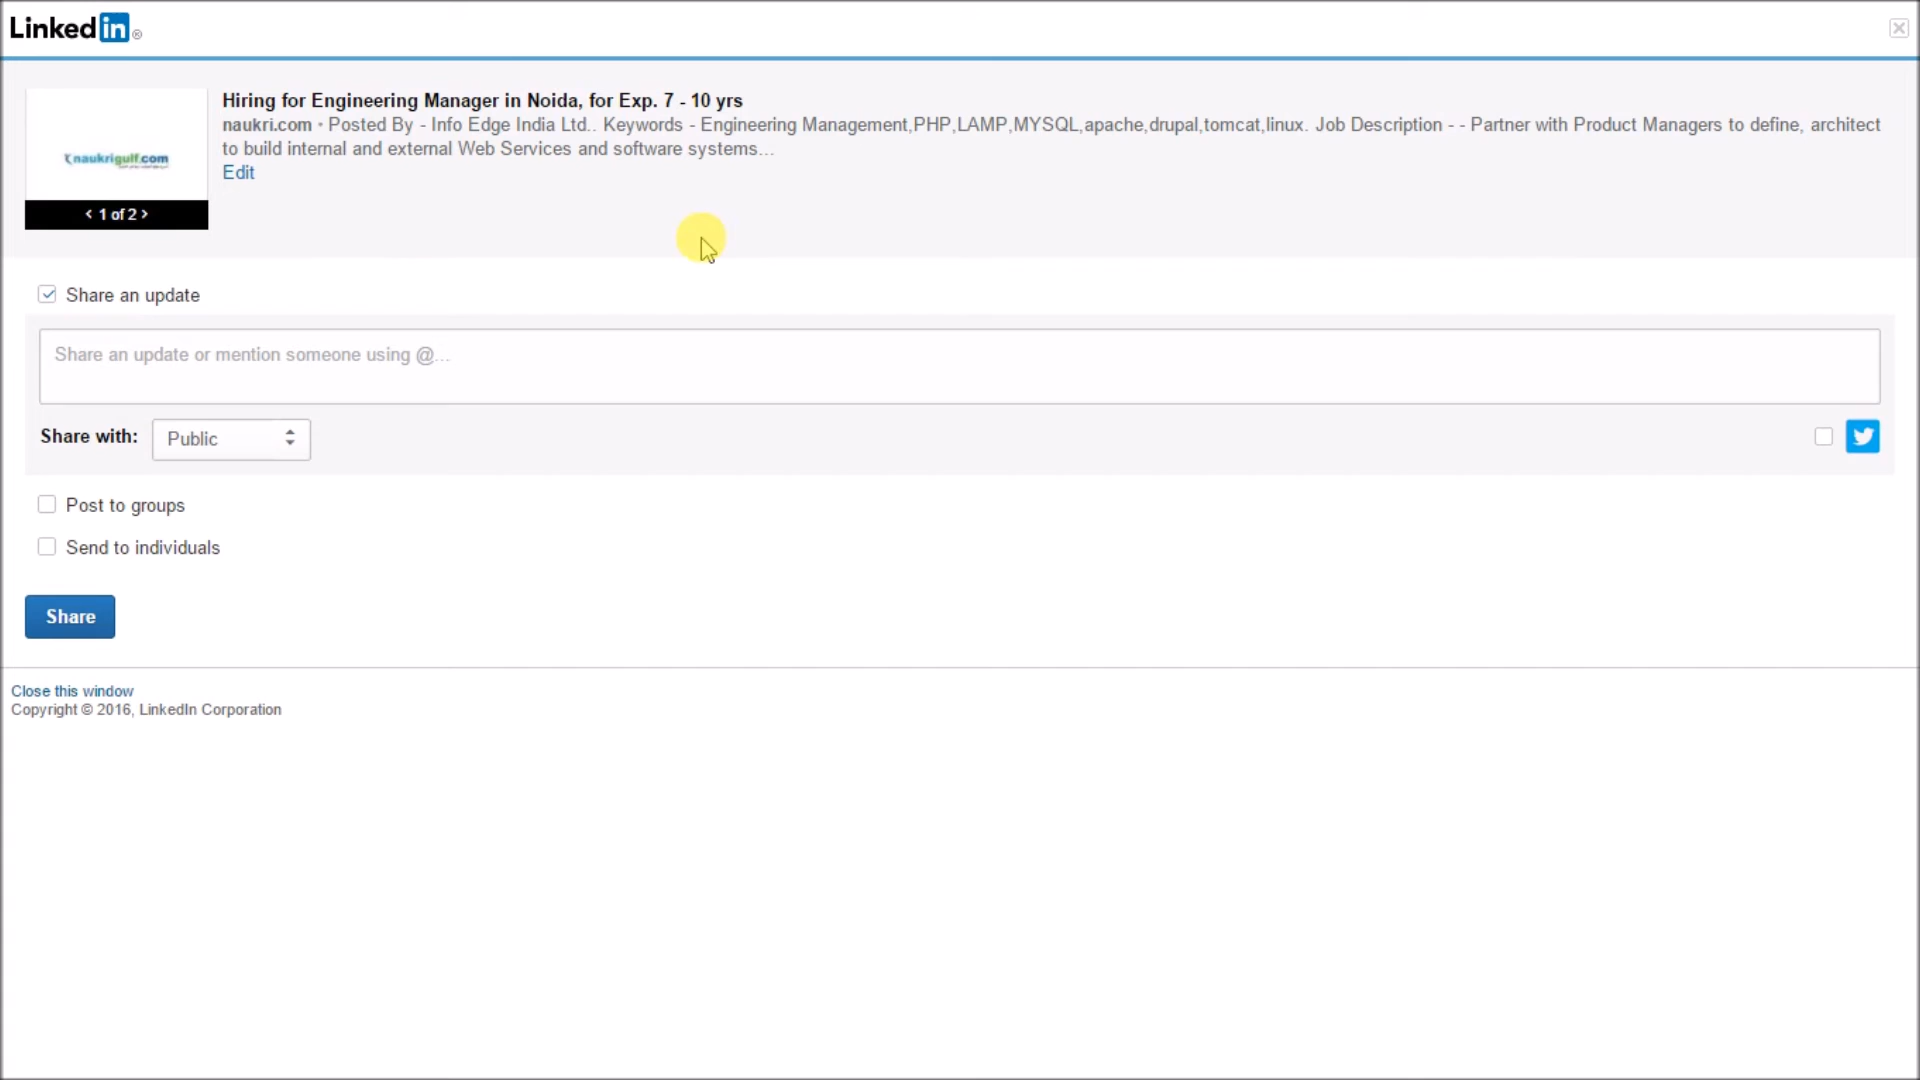 Linked in ®
Hiring for Engineering Manager in Noida, for Exp. 7 - 10 yrs
naukri.com • Posted By - Info Edge India Ltd.. Keywords - Engineering Management,PHP,LAMP,MYSQL,apache,drupal,tomcat,linux. Job Description - - Partner with Product Managers to define, architect
to build internal and external Web Services and software systems...
naukrigulf.com
Edit
< 1 of 2 >
Share an update
Share an update or mention someone using @...
Share with: Public
Post to groups
Send to individuals
Share
Close this window
Copyright © 2016, LinkedIn Corporation